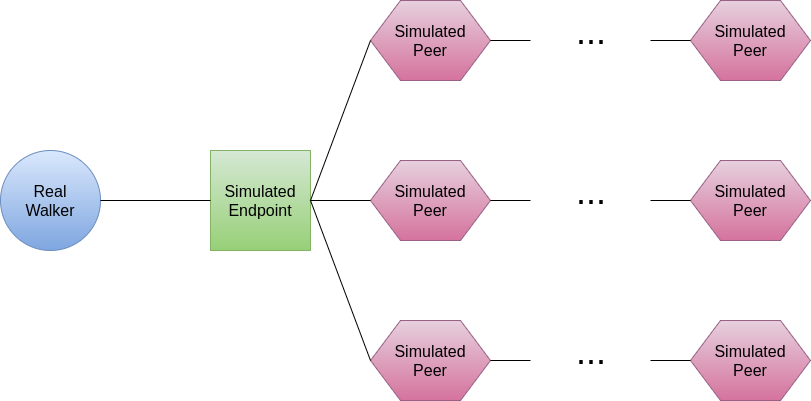 Simulated
Peer
...
Simulated
Peer
Real
Walker
Simulated
Endpoint
Simulated
Peer
...
Simulated
Peer
Simulated
Peer
...
Simulated
Peer